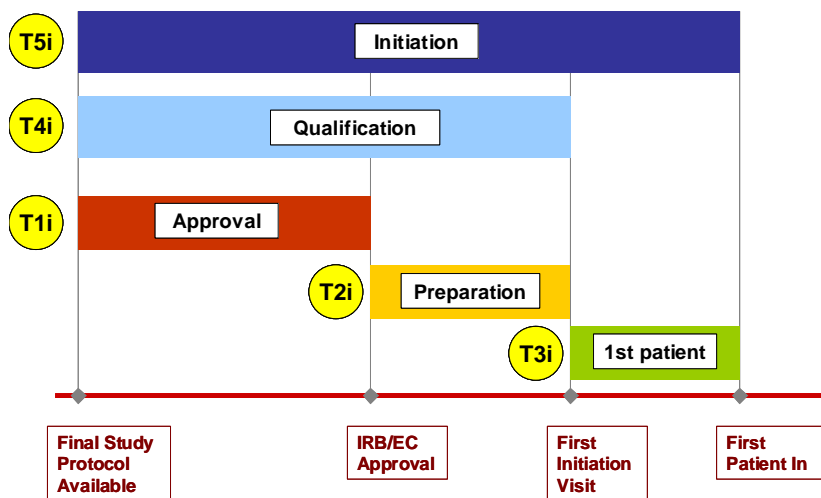 T5i
Initiation
T4i
Qualification
T1i
Approval
T2i
Preparation
T3i
1st patient
Final Study
Protocol
Available
IRB/EC
Approval
First
Initiation
Visit
First
Patient In